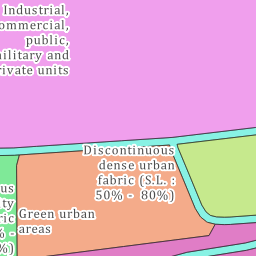 Industrial,
commercial,
public,
military and
private units
Discontinuous
dense urban
fabric (S.L. :
50% - 80%)
Green urban
areas